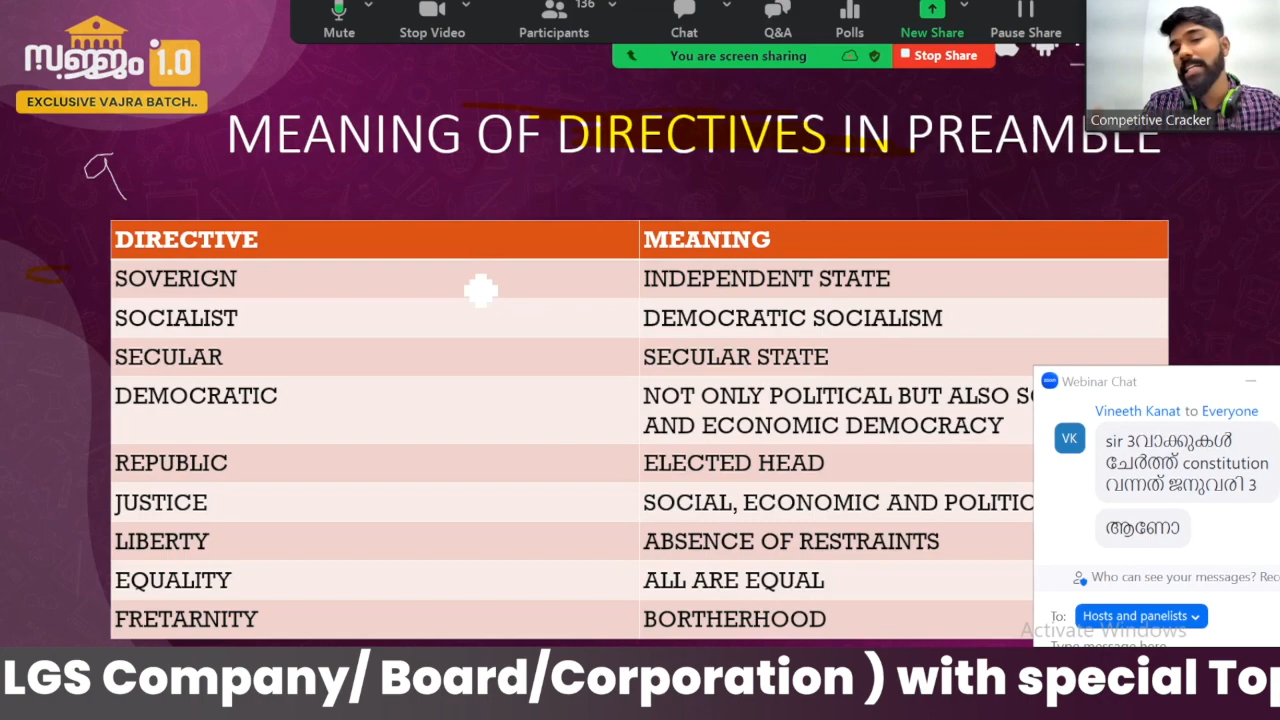 സജ്ജം 1.0
EXCLUSIVE VAJRA BATCH..
136
Mute
Stop Video
Participants
Chat
Q&A
Polls
New Share
Pause Share
You are screen sharing
Stop Share
Competitive Cracker
MEANING OF DIRECTIVES IN PREAMBLE
DIRECTIVE MEANING
SOVERIGN INDEPENDENT STATE
SOCIALIST DEMOCRATIC SOCIALISM
SECULAR SECULAR STATE
DEMOCRATIC NOT ONLY POLITICAL BUT ALSO
AND ECONOMIC DEMOCRACY
REPUBLIC ELECTED HEAD
JUSTICE SOCIAL, ECONOMIC AND POLITIC
LIBERTY ABSENCE OF RESTRAINTS
EQUALITY ALL ARE EQUAL
FRETARNITY BORTHERHOOD
Webinar Chat
Vineeth Kanat to Everyone
VK
sir 3വാക്കുകൾ
ചേർത്ത് constitution
വന്നത് ജനുവരി 3
ആണോ
Who can see your messages? Rec
To: Hosts and panelists
Activate Windows
Type message here
LGS Company/ Board/Corporation ) with special Top